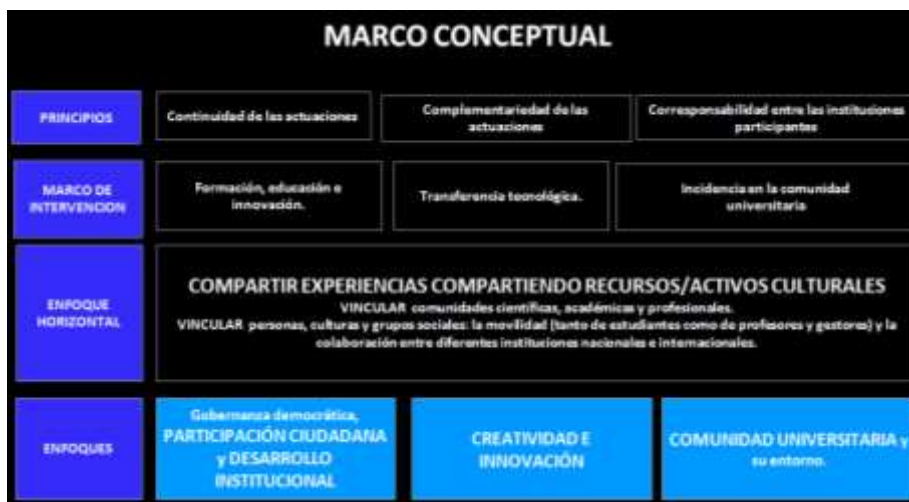 MARCO CONCEPTUAL
PRINCIPIOS
Continuidad de las actuaciones
Complementariedad de las
actuaciones
Corresponsabilidad entre las instituciones
participantes
MARCO DE
INTERVENCION
Formación, educación e
innovación.
Transferencia tecnológica.
Incidencia en la comunidad
universitaria
ENFOQUE
HORIZONTAL
COMPARTIR EXPERIENCIAS COMPARTIENDO RECURSOS/ACTIVOS CULTURALES
VINCULAR comunidades científicas, académicas y profesionales.
VINCULAR personas, culturas y grupos sociales: la movilidad (tanto de estudiantes como de profesores y gestores) y la
colaboración entre diferentes instituciones nacionales e internacionales.
ENFOQUES
Gobernanza democrática,
PARTICIPACIÓN CIUDADANA
y DESARROLLO
INSTITUCIONAL
CREATIVIDAD E
INNOVACIÓN
COMUNIDAD UNIVERSITARIA y
su entorno.